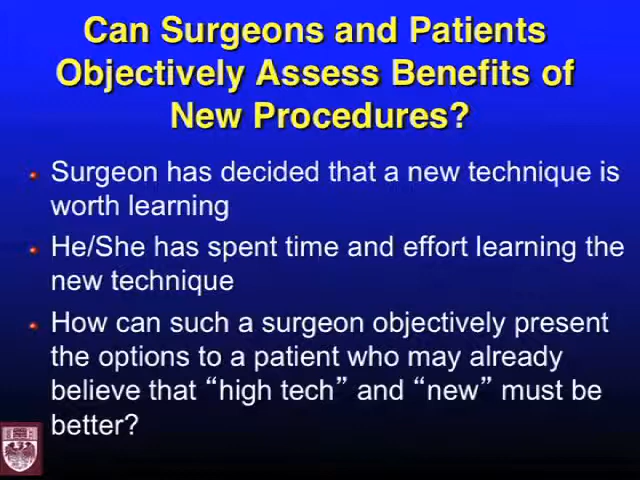 Can Surgeons and Patients
Objectively Assess Benefits of
New Procedures?
Surgeon has decided that a new technique is
worth learning
He/She has spent time and effort learning the
new technique
How can such a surgeon objectively present
the options to a patient who may already
believe that “high tech” and “new” must be
better?